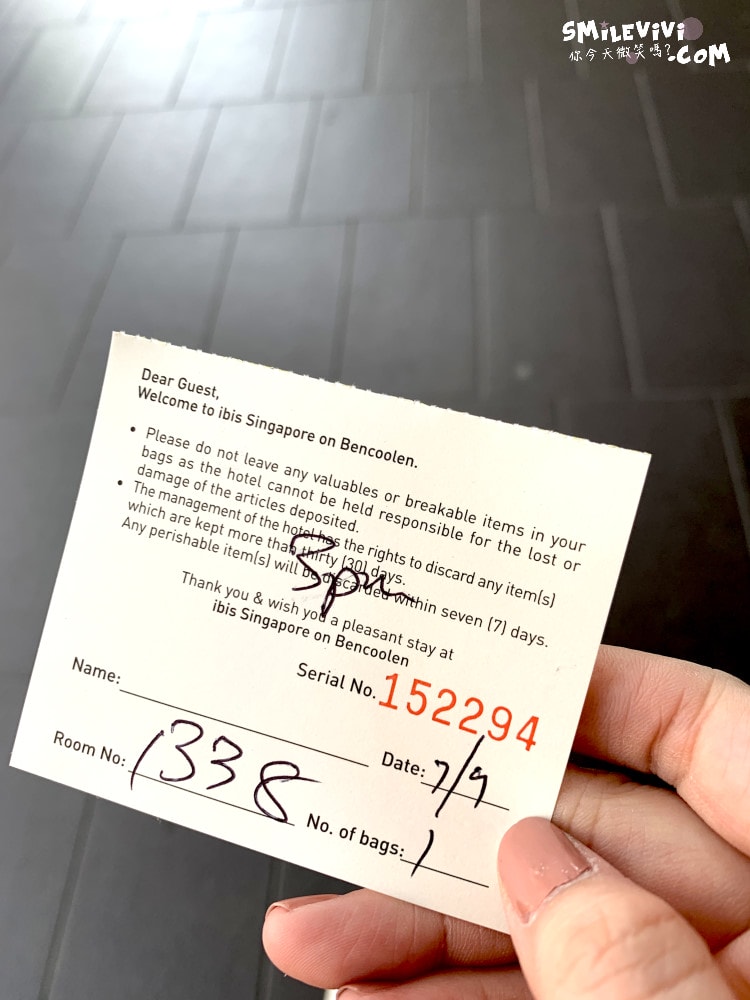 SMiLEViVi
你今天微笑嗎?.COM
Dear Guest,
Welcome to ibis Singapore on Bencoolen.
• Please do not leave any valuables or breakable items in your
bags as the hotel cannot be held responsible for the lost or
damage of the articles deposited.
• The management of the hotel has the rights to discard any item(s)
which are kept more than thirty (30) days.
Any perishable item(s) will be discarded within seven (7) days.
3pm
Thank you & wish you a pleasant stay at
ibis Singapore on Bencoolen
Serial No. 152294
Name:
Date: 7/9
Room No: 1338
No. of bags: 1